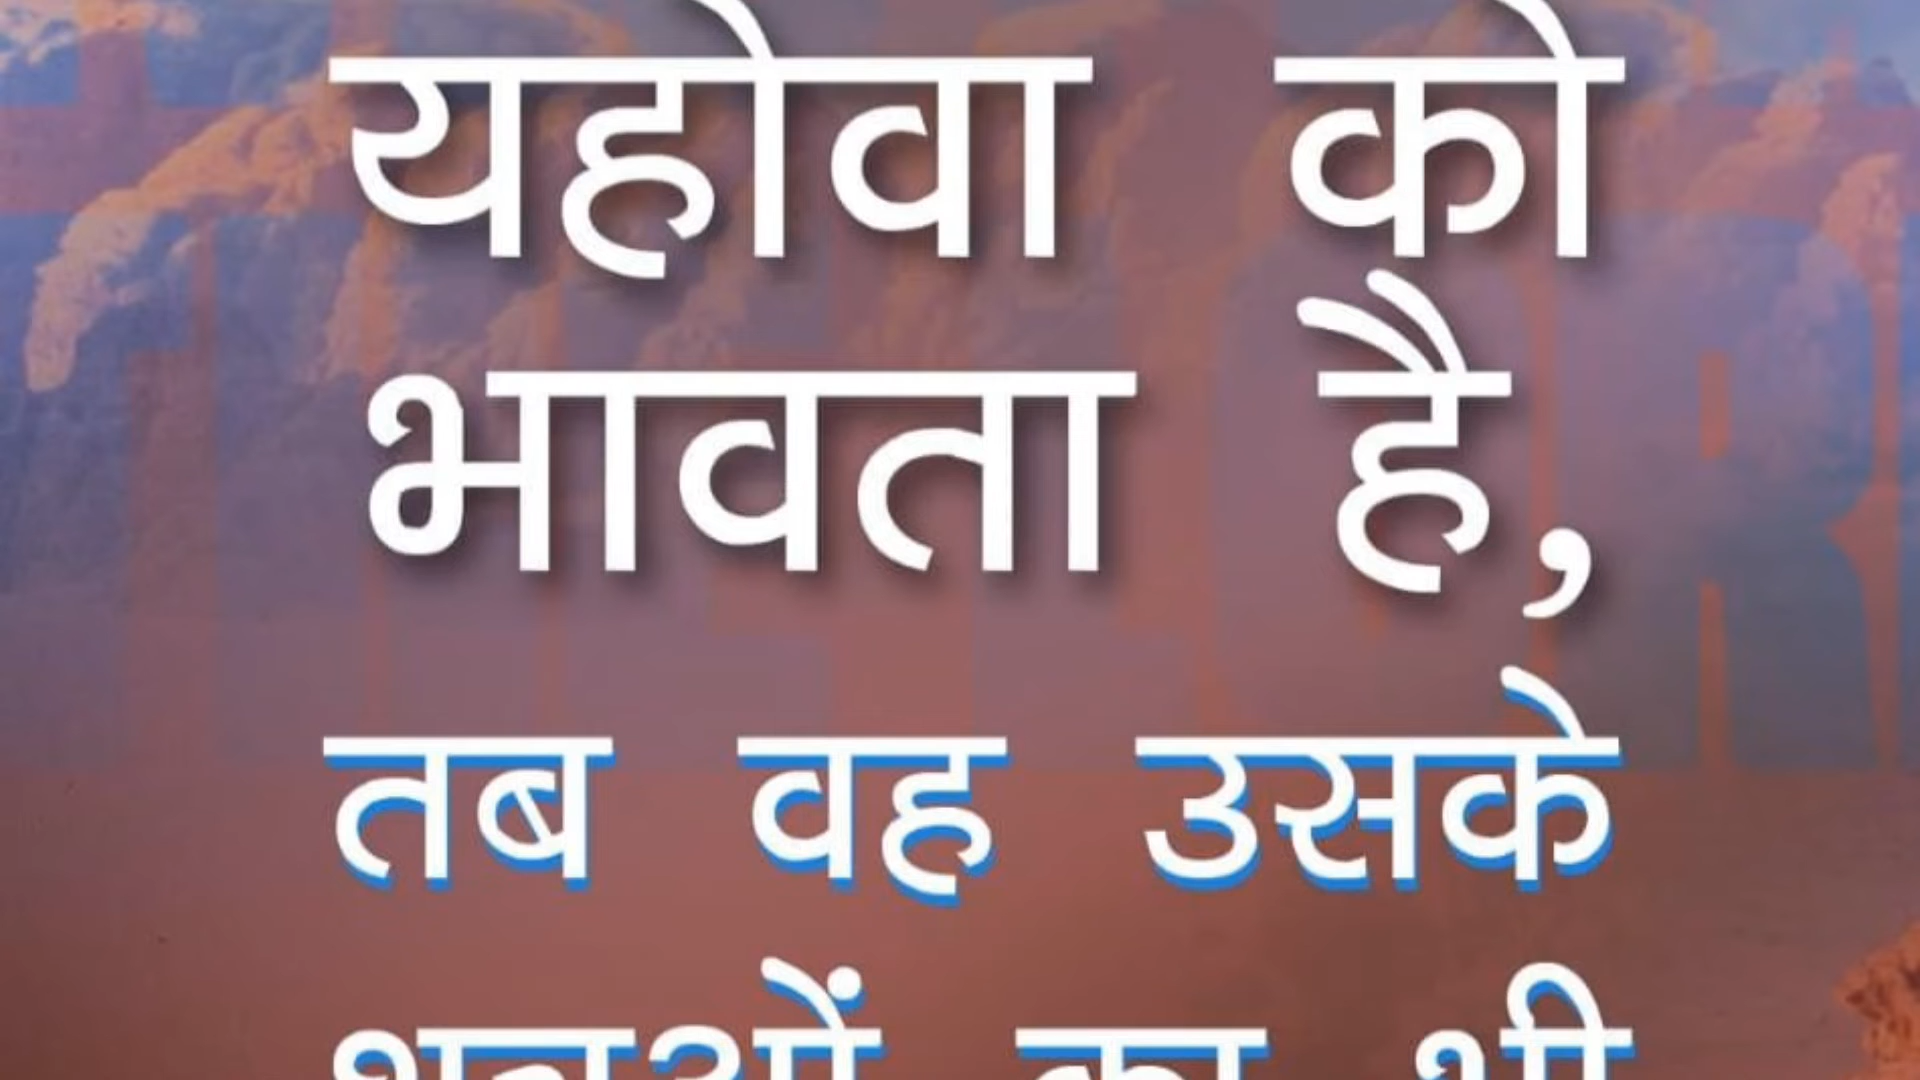 यहोवा को
भावता है,
तब वह उसके